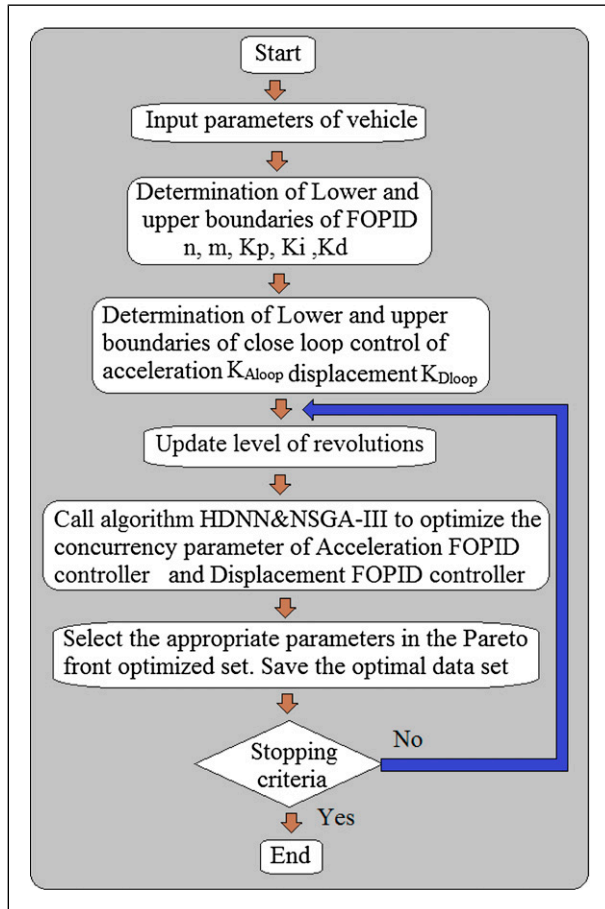 Start
Input parameters of vehicle
Determination of Lower and
upper boundaries of FOPID
n, m, Kp, Ki ,Kd
Determination of Lower and upper
boundaries of close loop control of
acceleration KAloop displacement KDloop
Update level of revolutions
Call algorithm HDNN&NSGA-III to optimize the
concurrency parameter of Acceleration FOPID
controller and Displacement FOPID controller
Select the appropriate parameters in the Pareto
front optimized set. Save the optimal data set
Stopping
criteria
No
Yes
End